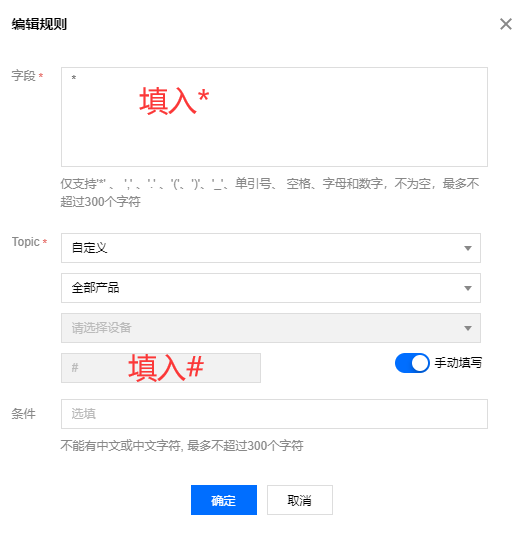 编辑规则
字段 *
*
填入*
仅支持'*' 、 ',' 、'.' 、'('、')'、'_'、单引号、 空格、字母和数字，不为空，最多不
超过300个字符
Topic *
自定义
全部产品
请选择设备
#
填入#
手动填写
条件
选填
不能有中文或中文字符, 最多不超过300个字符
确定
取消